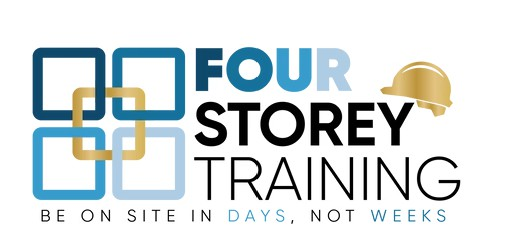 FOUR
STOREY
TRAINING
BE ON SITE IN DAYS, NOT WEEKS